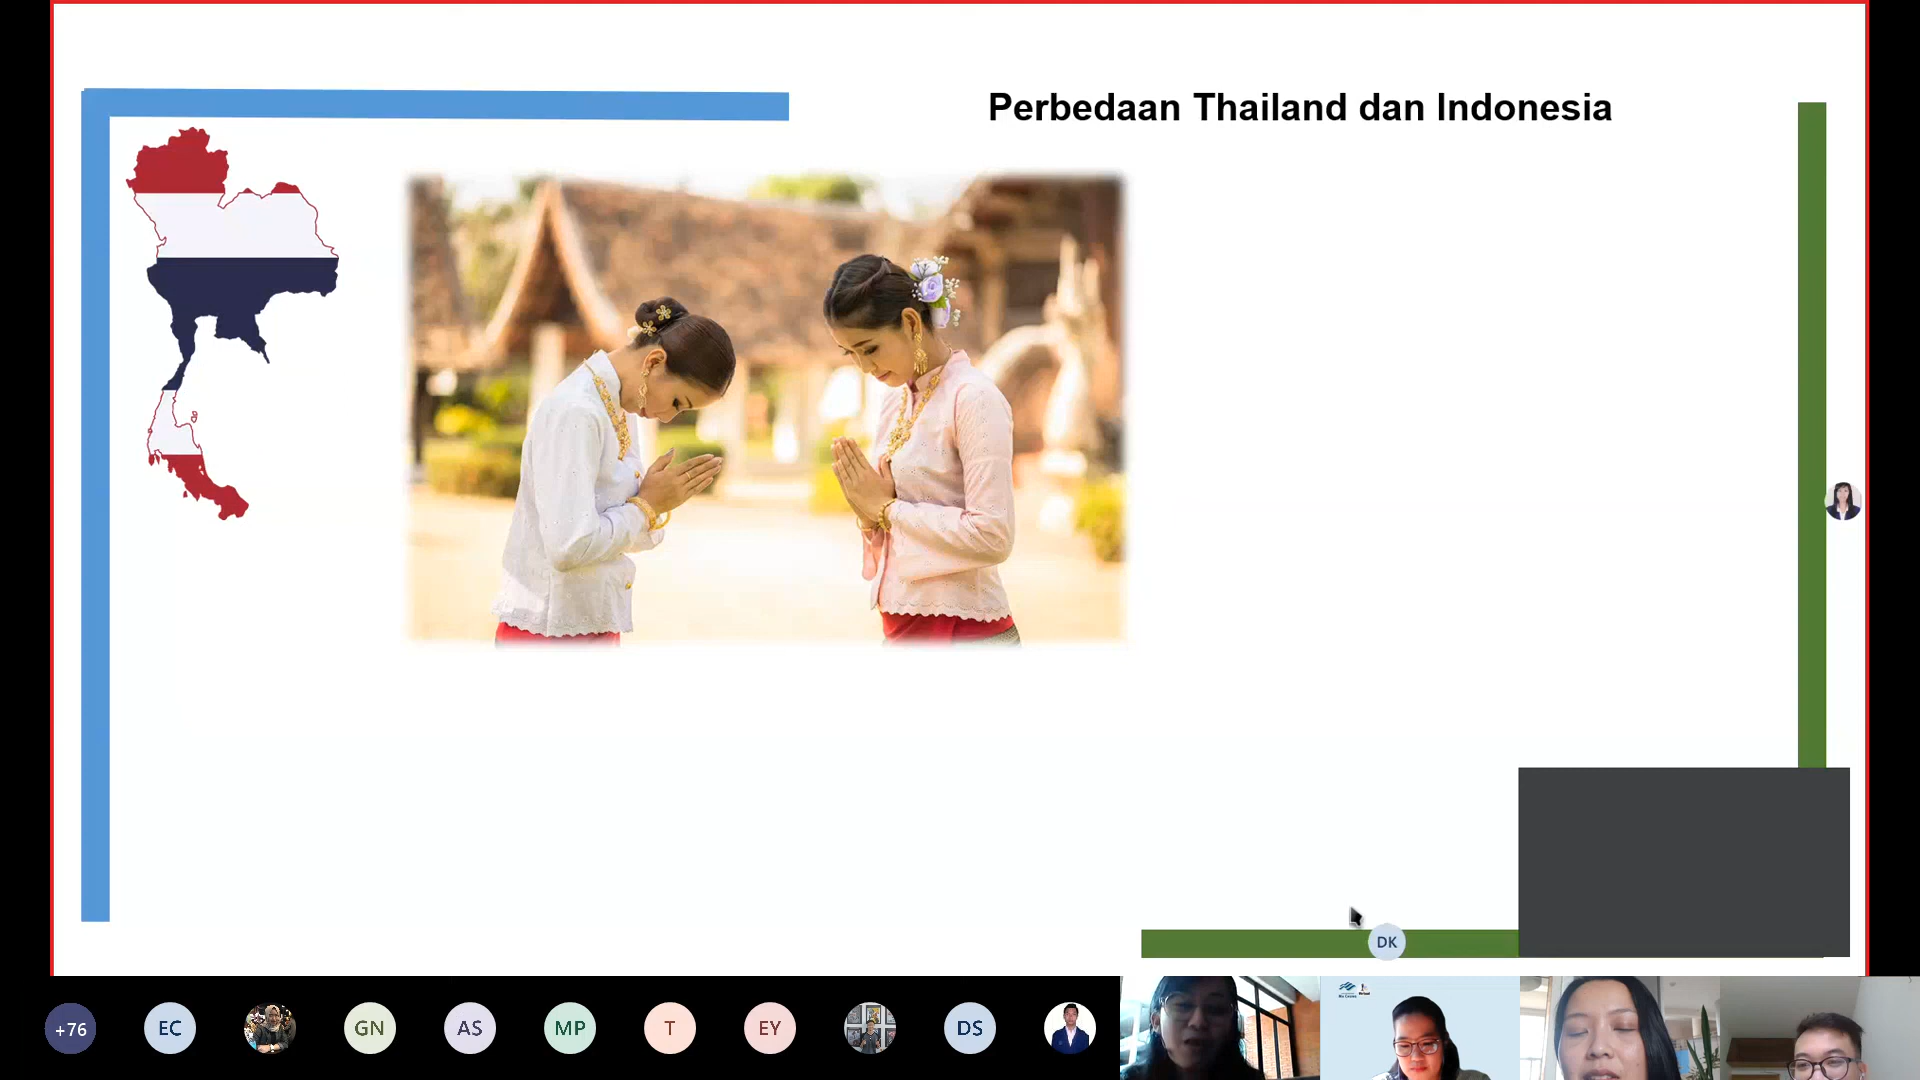 Perbedaan Thailand dan Indonesia
DK
+76
EC
GN
AS
MP
T
EY
DS